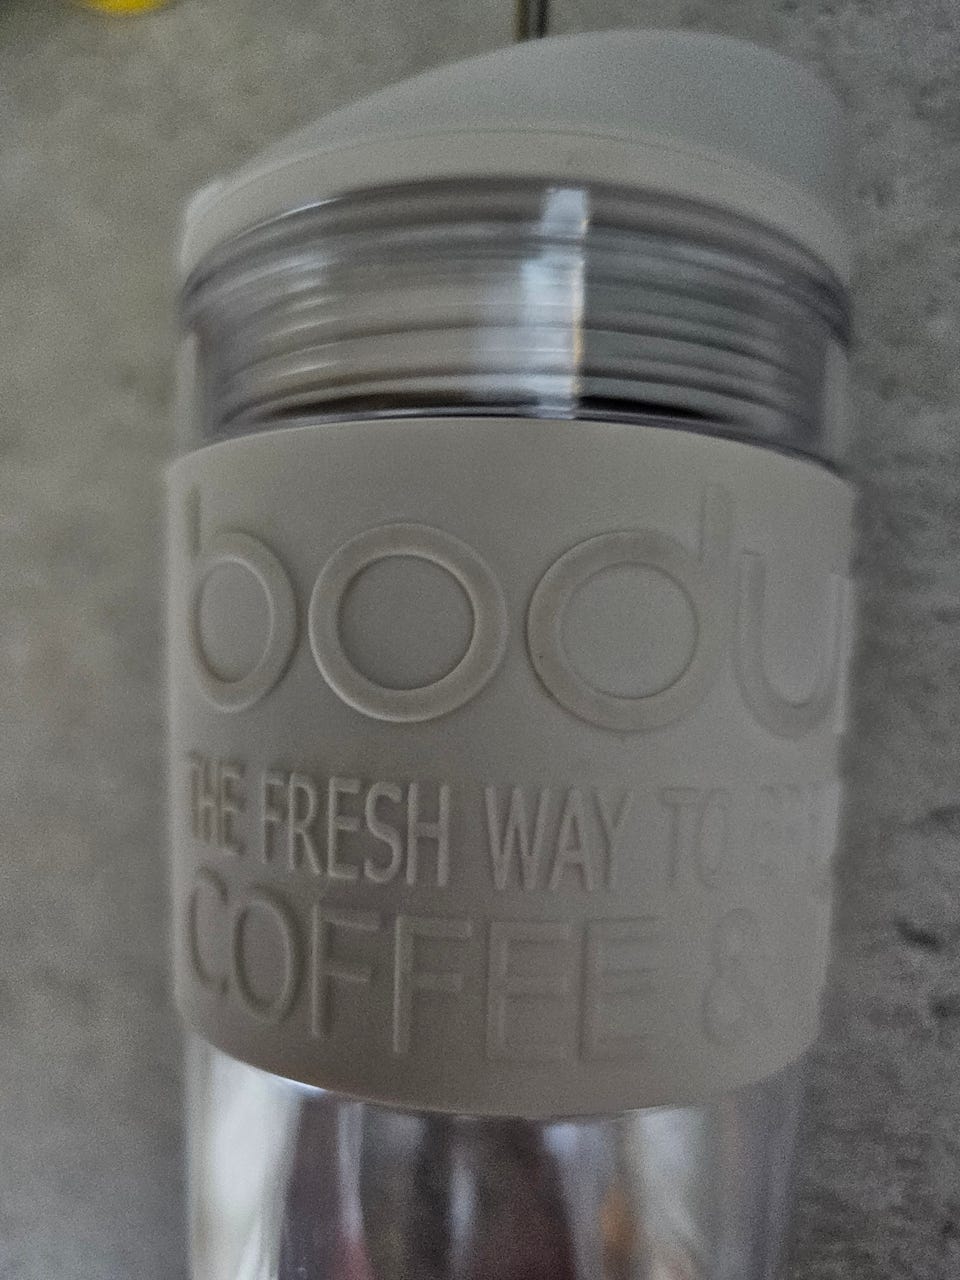 bodu
THE FRESH WAY TO
COFFEE &